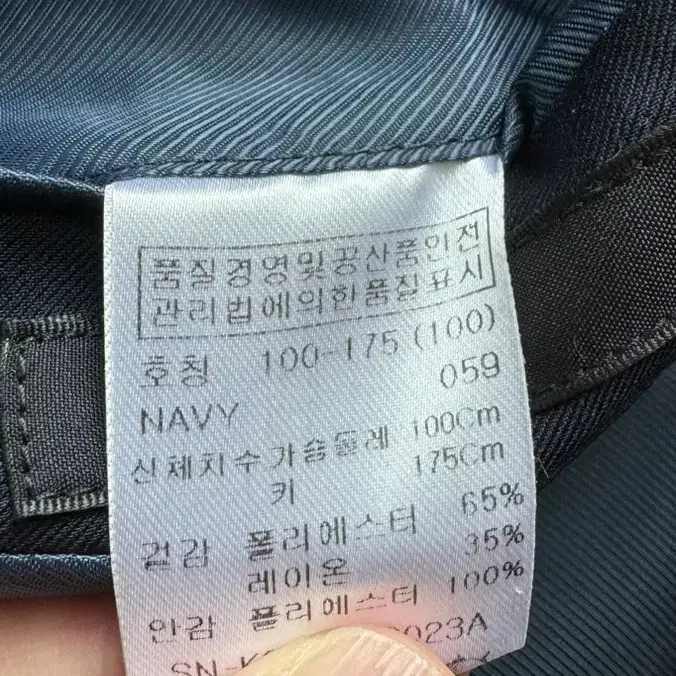 품질경영및공산품안전
관리법에의한품질표시
호칭 100-175 (100)
NAVY 059
신체치수 가슴둘레 100Cm
키 175Cm
겉감 폴리에스터 65%
레이온 35%
안감 폴리에스터 100%